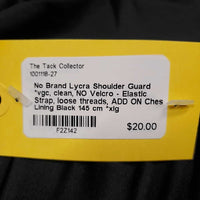 The Tack Collector
1001118-27
No Brand Lycra Shoulder Guard
*vgc, clean, NO Velcro - Elastic
Strap, loose threads, ADD ON Ches
Lining Black 145 cm *xlg
F2Z142
$20.00